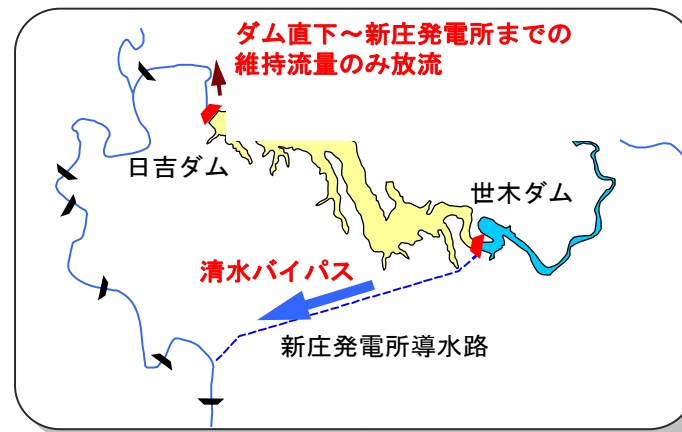 ダム直下～新庄発電所までの
維持流量のみ放流
日吉ダム
世木ダム
清水バイパス
新庄発電所導水路